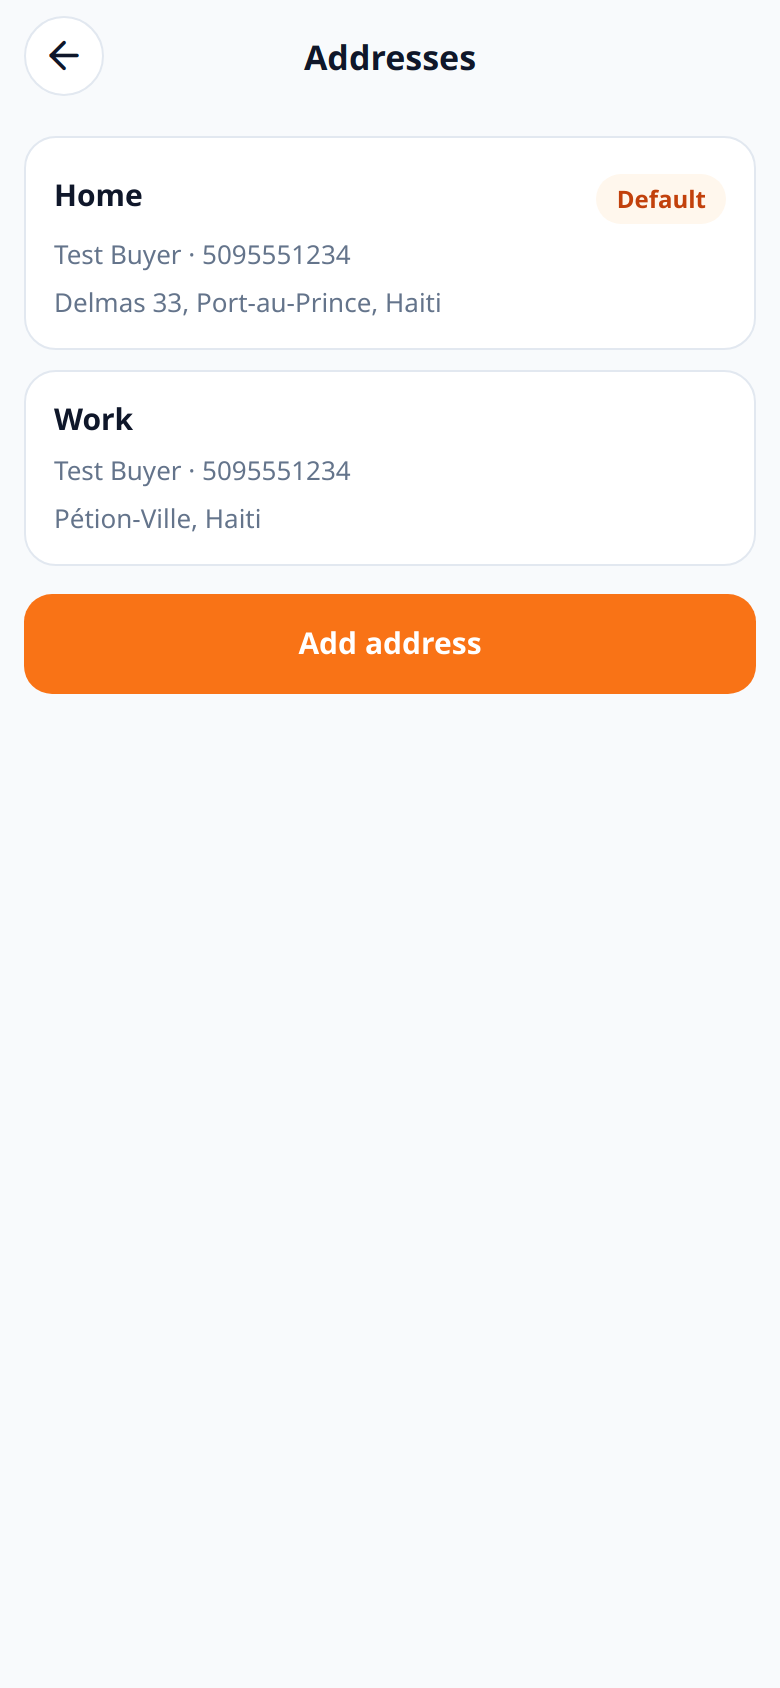 Addresses
Home
Default
Test Buyer · 5095551234
Delmas 33, Port-au-Prince, Haiti
Work
Test Buyer · 5095551234
Pétion-Ville, Haiti
Add address